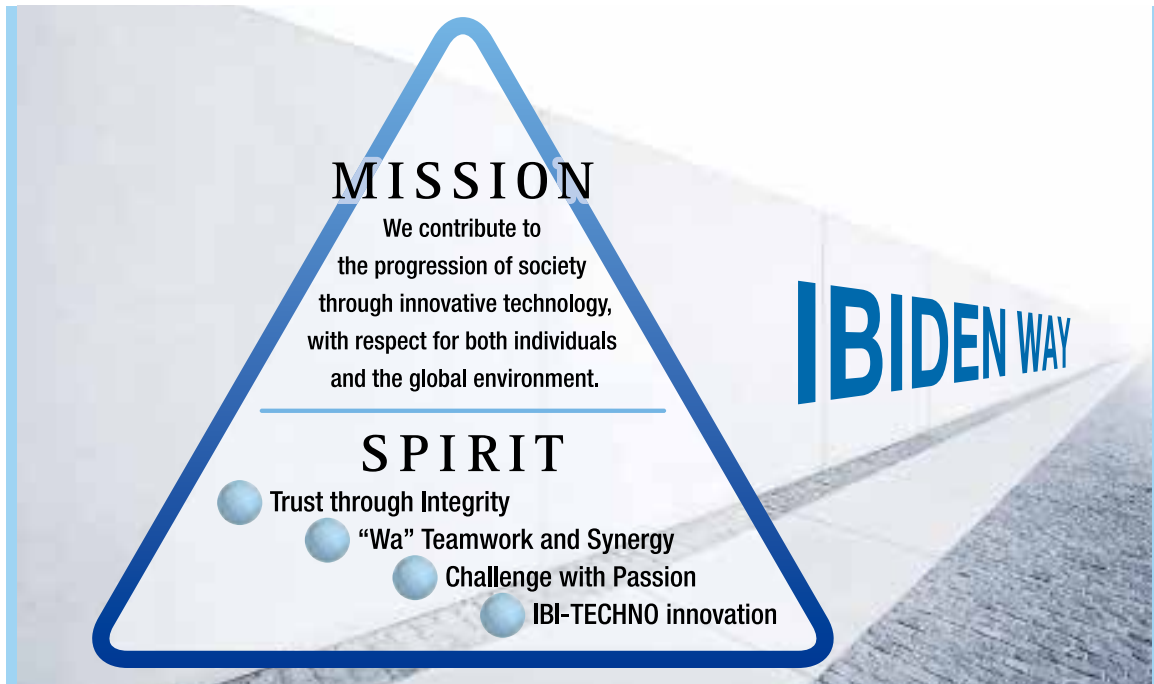 MISSION
We contribute to
the progression of society
through innovative technology,
with respect for both individuals
and the global environment.
SPIRIT
Trust through Integrity
“Wa” Teamwork and Synergy
Challenge with Passion
IBI-TECHNO innovation
IBIDEN WAY